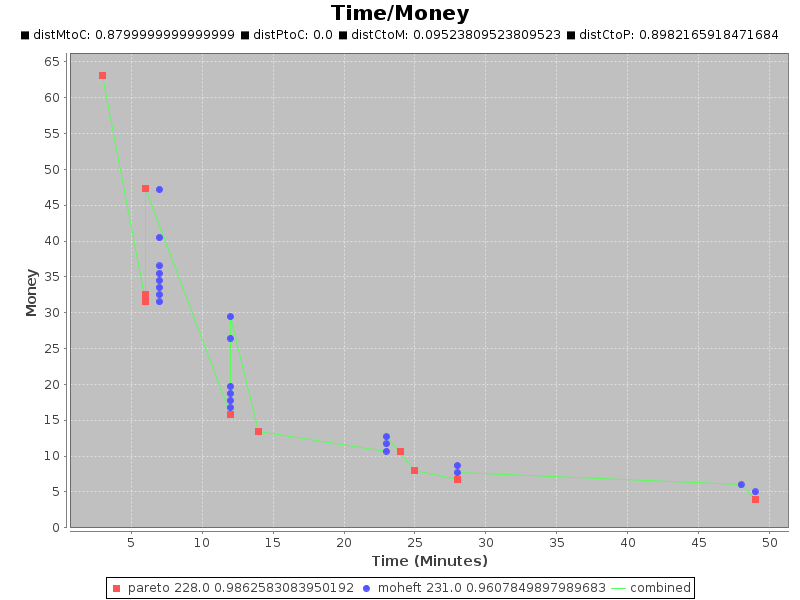 Time/Money
distMtoC: 0.8799999999999999 distPtoC: 0.0 distCtoM: 0.09523809523809523 distCtoP: 0.8982165918471684
65
60
55
50
45
40
35
30
25
20
15
10
5
0
Money
5 10 15 20 25 30 35 40 45 50
Time (Minutes)
pareto 228.0 0.9862583083950192 moheft 231.0 0.9607849897989683 combined